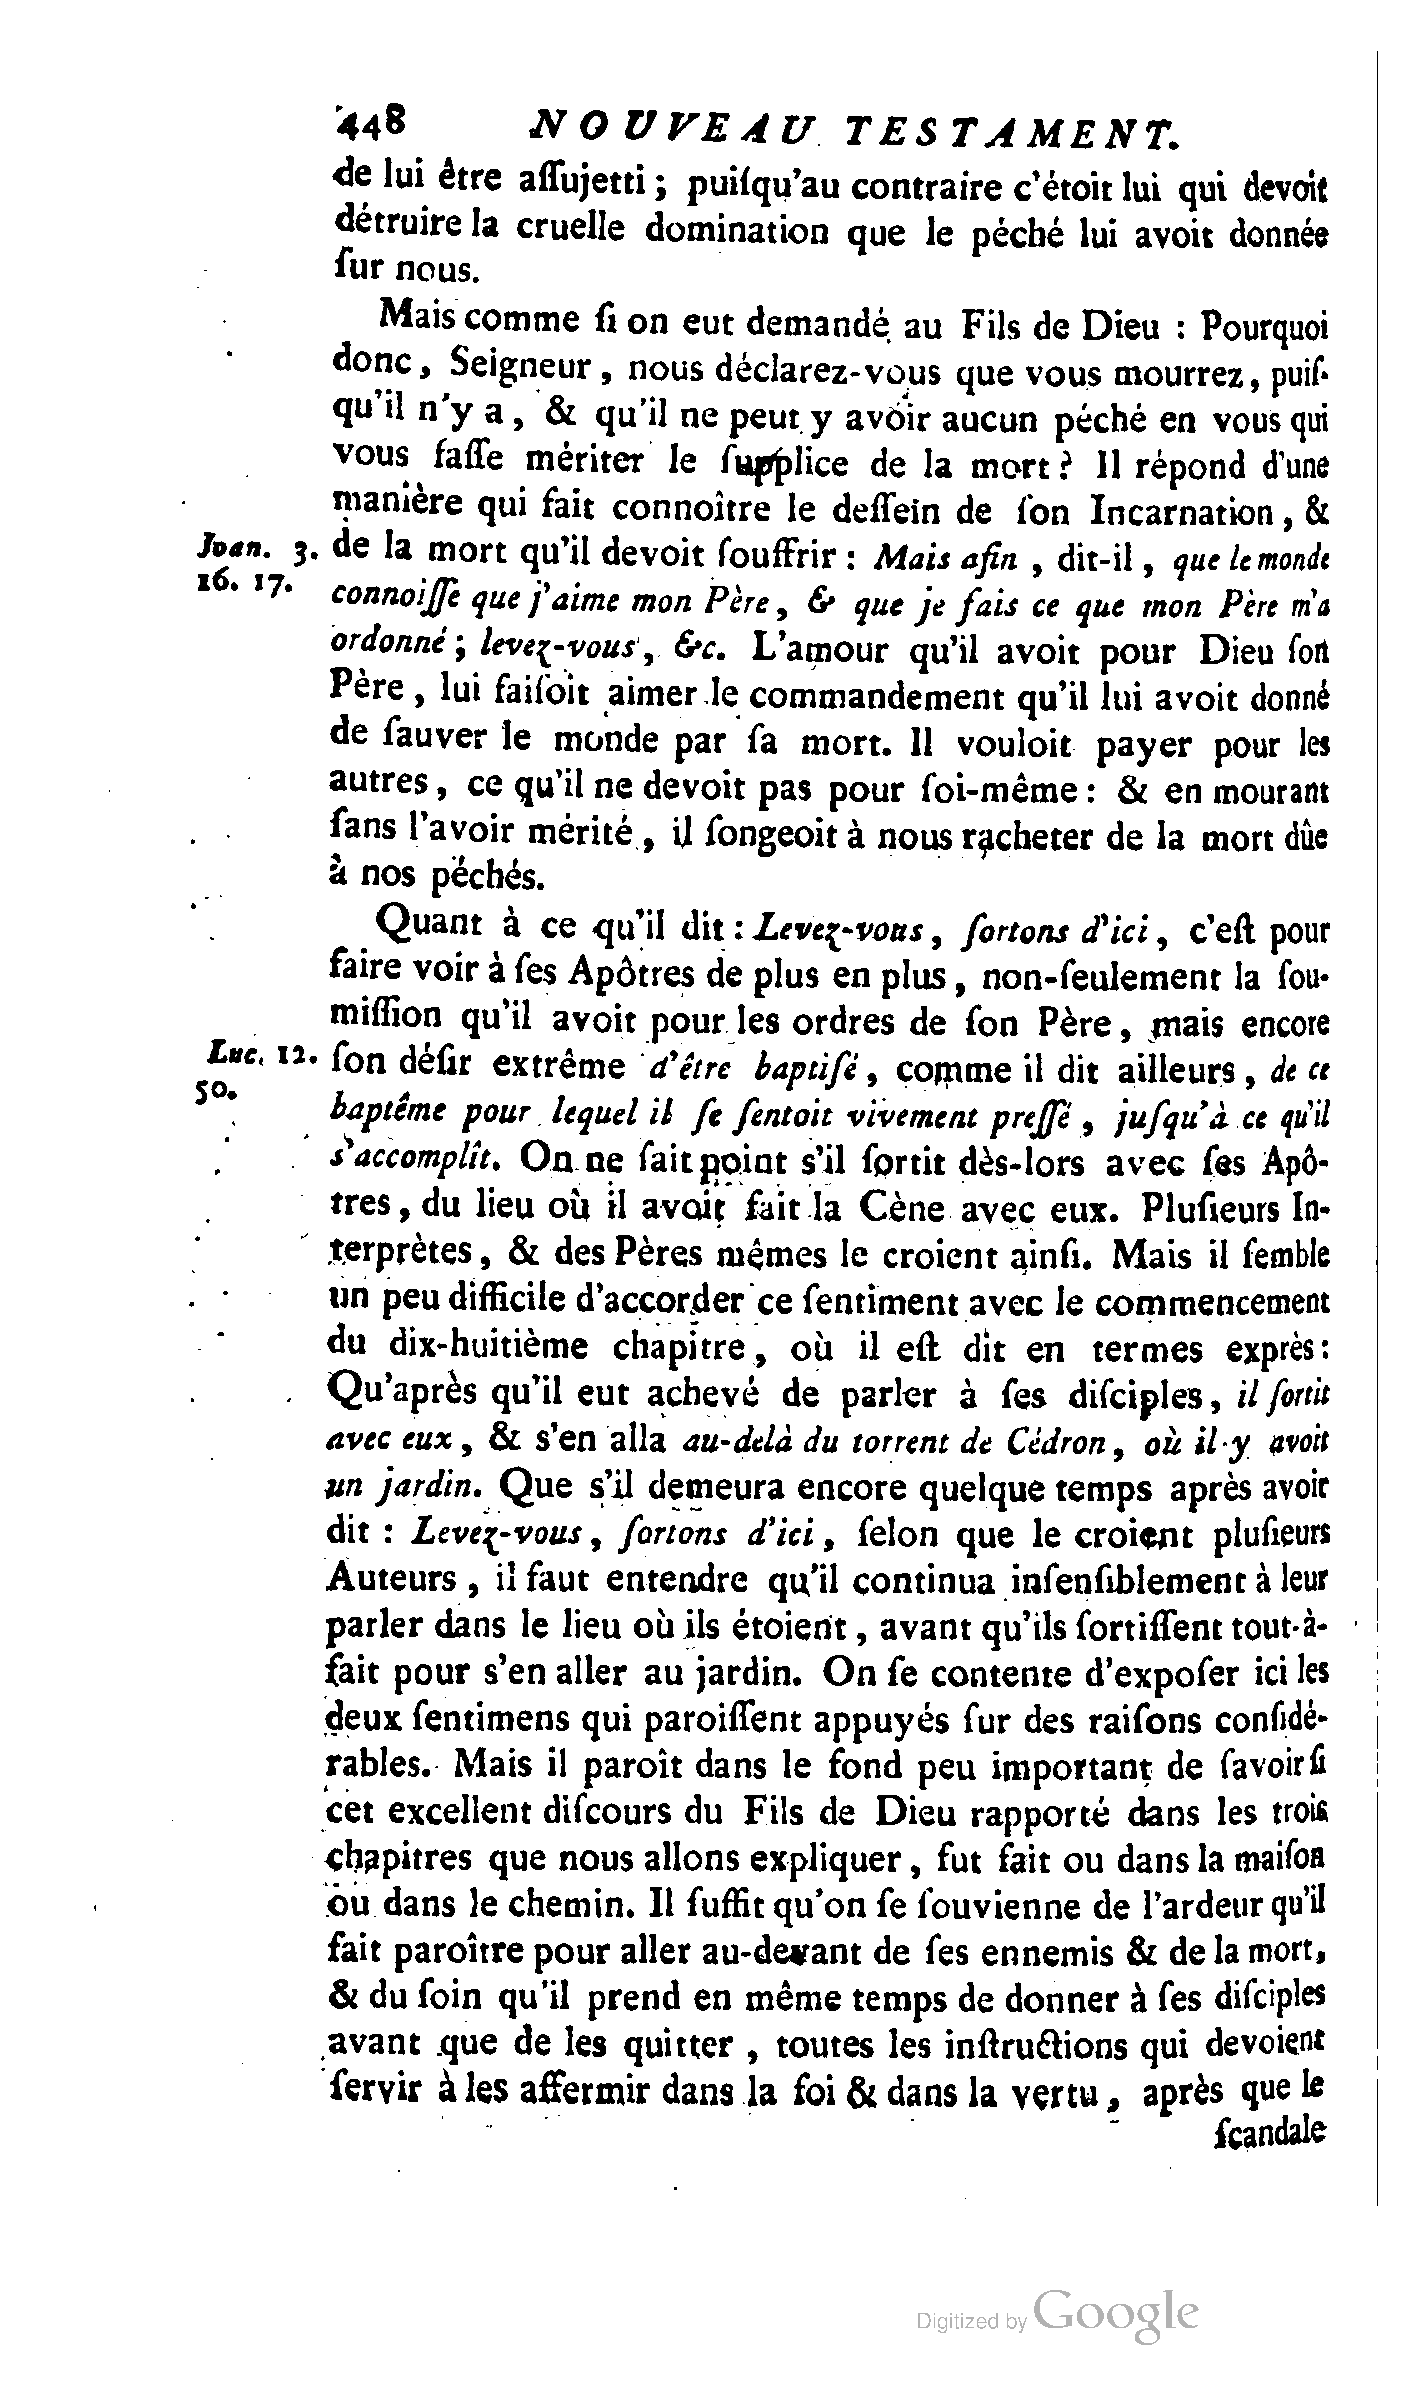 448 NOUVEAU TESTAMENT.
de lui être aſſujetti ; puiſqu'au contraire c'étoit lui qui devoit
détruire la cruelle domination que le péché lui avoit donnée
ſur nous.
Mais comme ſi on eut demandé au Fils de Dieu : Pourquoi
donc, Seigneur, nous déclarez-vous que vous mourrez, puiſ-
qu'il n'y a, & qu'il ne peut y avoir aucun péché en vous qui
vous faſſe mériter le ſupplice de la mort ? Il répond d'une
manière qui fait connoître le deſſein de ſon Incarnation, &
Joan. 3. de la mort qu'il devoit ſouffrir : Mais afin, dit-il, que le monde
16. 17. connoiſſe que j'aime mon Père, & que je fais ce que mon Père m'a
ordonné ; levez-vous, &c. L'amour qu'il avoit pour Dieu ſon
Père, lui faiſoit aimer le commandement qu'il lui avoit donné
de ſauver le monde par ſa mort. Il vouloit payer pour les
autres, ce qu'il ne devoit pas pour ſoi-même : & en mourant
ſans l'avoir mérité, il ſongeoit à nous racheter de la mort dûe
à nos péchés.
Quant à ce qu'il dit : Levez-vous, ſortons d'ici, c'eſt pour
faire voir à ſes Apôtres de plus en plus, non-ſeulement la ſou-
miſſion qu'il avoit pour les ordres de ſon Père, mais encore
Luc. 12. ſon déſir extrême d'être baptiſé, comme il dit ailleurs, de ce
50. baptême pour lequel il ſe ſentoit vivement preſſé, juſqu'à ce qu'il
s'accomplît. On ne ſait point s'il ſortit dès-lors avec ſes Apô-
tres, du lieu où il avoit fait la Cène avec eux. Pluſieurs In-
terprètes, & des Pères mêmes le croient ainſi. Mais il ſemble
un peu difficile d'accorder ce ſentiment avec le commencement
du dix-huitième chapitre, où il eſt dit en termes exprès :
Qu'après qu'il eut achevé de parler à ſes diſciples, il ſortit
avec eux, & s'en alla au-delà du torrent de Cédron, où il y avoit
un jardin. Que s'il demeura encore quelque temps après avoir
dit : Levez-vous, ſortons d'ici, ſelon que le croient pluſieurs
Auteurs, il faut entendre qu'il continua inſenſiblement à leur
parler dans le lieu où ils étoient, avant qu'ils ſortiſſent tout-à-
fait pour s'en aller au jardin. On ſe contente d'expoſer ici les
deux ſentimens qui paroiſſent appuyés ſur des raiſons conſidé-
rables. Mais il paroît dans le fond peu important de ſavoir ſi
cet excellent diſcours du Fils de Dieu rapporté dans les trois
chapitres que nous allons expliquer, fut fait ou dans la maiſon
ou dans le chemin. Il ſuffit qu'on ſe ſouvienne de l'ardeur qu'il
fait paroître pour aller au-devant de ſes ennemis & de la mort,
& du ſoin qu'il prend en même temps de donner à ſes diſciples
avant que de les quitter, toutes les inſtructions qui devoient
ſervir à les affermir dans la foi & dans la vertu, après que le
ſcandale
Digitized by Google